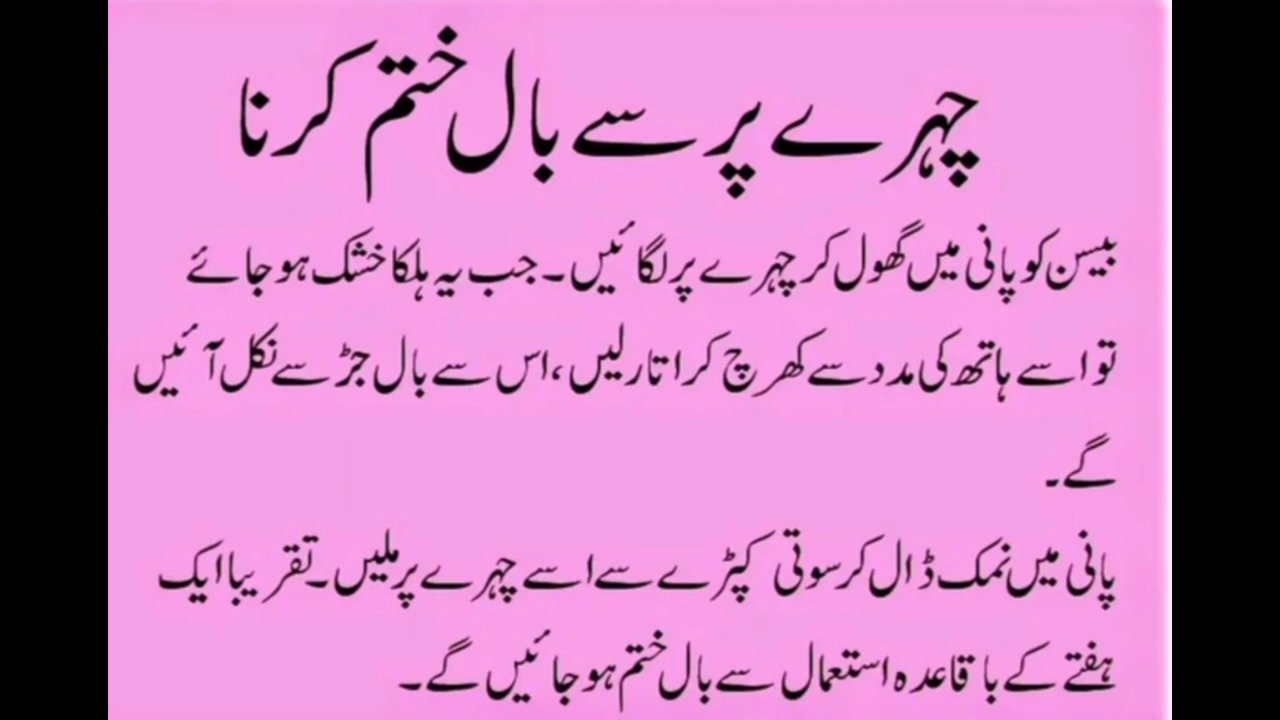 چہرے پر سے بال ختم کرنا
بیسن کو پانی میں گھول کر چہرے پر لگائیں۔ جب یہ ہلکا خشک ہو جائے
تو اسے ہاتھ کی مدد سے کھرچ کر اتار لیں، اس سے بال جڑ سے نکل آئیں
گے۔
پانی میں نمک ڈال کر سوتی کپڑے سے اسے چہرے پر ملیں۔ تقریبا ایک
ہفتے کے باقاعدہ استعمال سے بال ختم ہو جائیں گے۔